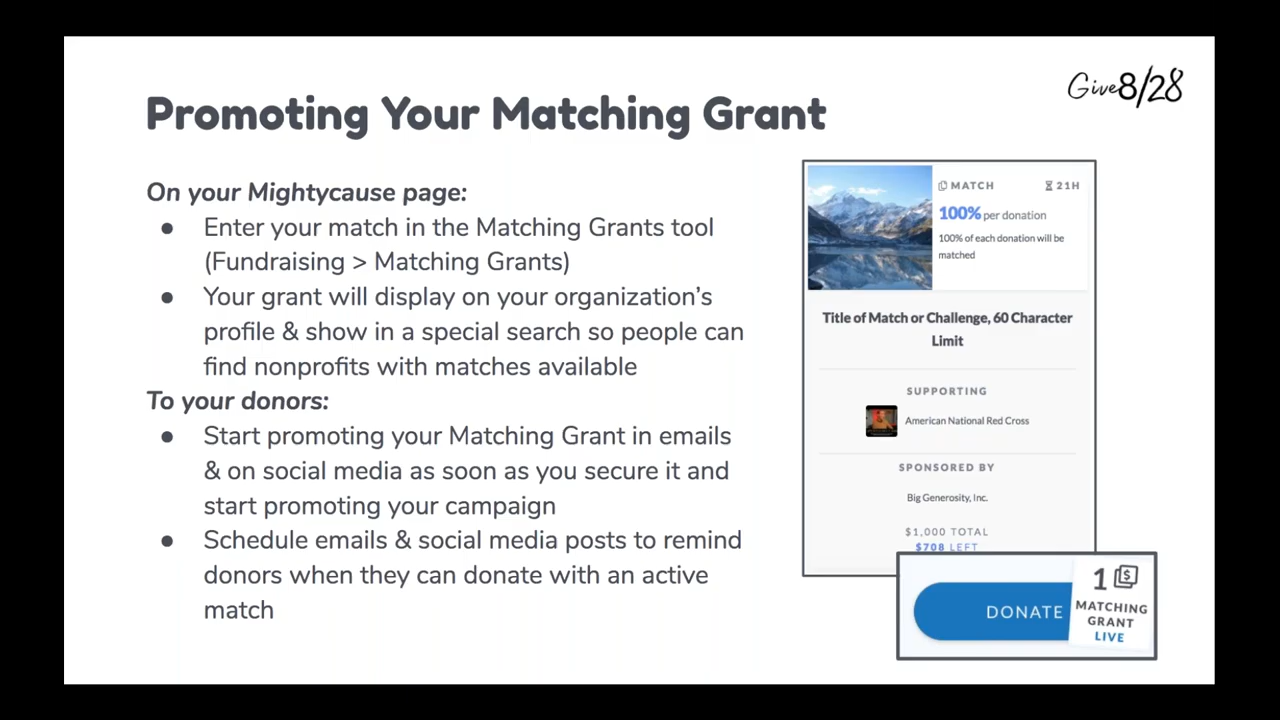 Give8/28
Promoting Your Matching Grant
On your Mightycause page:
● Enter your match in the Matching Grants tool
(Fundraising > Matching Grants)
● Your grant will display on your organization's
profile & show in a special search so people can
find nonprofits with matches available
To your donors:
● Start promoting your Matching Grant in emails
& on social media as soon as you secure it and
start promoting your campaign
● Schedule emails & social media posts to remind
donors when they can donate with an active
match
MATCH 21H
100% per donation
100% of each donation will be
matched
Title of Match or Challenge, 60 Character
Limit
SUPPORTING
American National Red Cross
SPONSORED BY
Big Generosity, Inc.
$1,000 TOTAL
$708 LEFT
DONATE
1 $
MATCHING
GRANT
LIVE